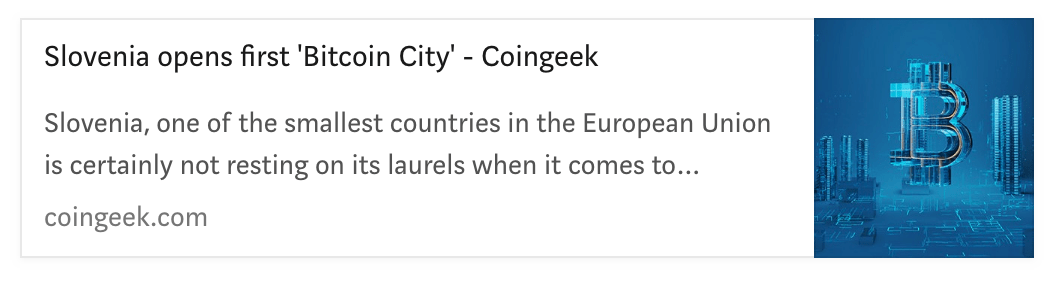 Slovenia opens first 'Bitcoin City' - Coingeek
Slovenia, one of the smallest countries in the European Union
is certainly not resting on its laurels when it comes to...
coingeek.com